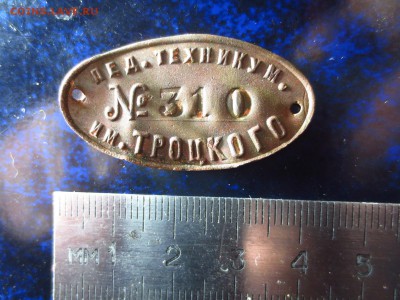 ПЕД. ТЕХНИКУМ.
№ 310
ИМ. ТРОЦКОГО
ММ 1 2 3 4 5